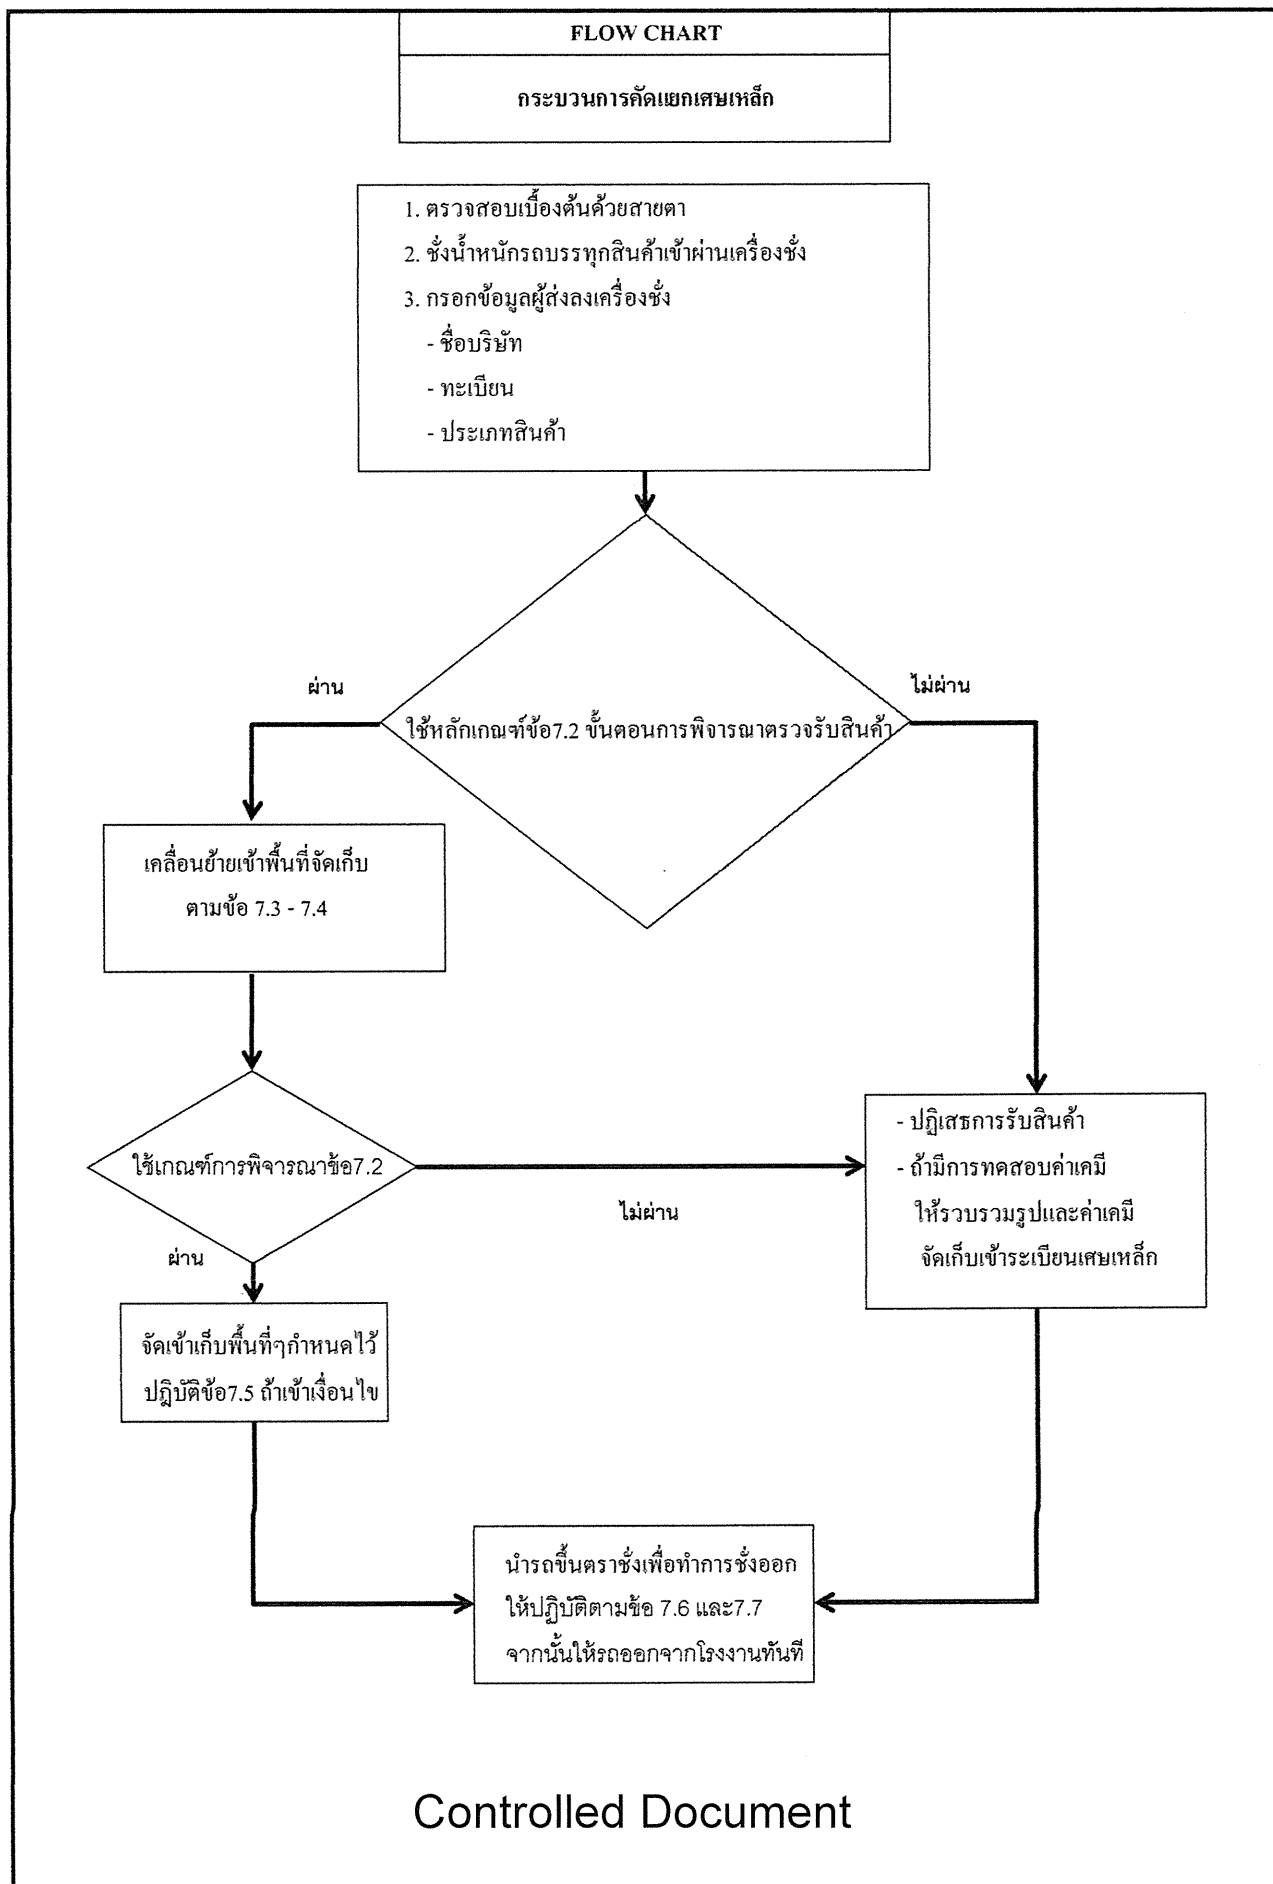 FLOW CHART
กระบวนการคัดแยกเศษเหล็ก
1. ตรวจสอบเบื้องต้นด้วยสายตา
2. ชั่งน้ำหนักรถบรรทุกสินค้าเข้าผ่านเครื่องชั่ง
3. กรอกข้อมูลผู้ส่งลงเครื่องชั่ง
- ชื่อบริษัท
- ทะเบียน
- ประเภทสินค้า
ผ่าน
ไม่ผ่าน
ใช้หลักเกณฑ์ข้อ7.2 ขั้นตอนการพิจารณาตรวจรับสินค้า
เคลื่อนย้ายเข้าพื้นที่จัดเก็บ
ตามข้อ 7.3 - 7.4
ใช้เกณฑ์การพิจารณาข้อ7.2
ไม่ผ่าน
ผ่าน
- ปฏิเสธการรับสินค้า
- ถ้ามีการทดสอบค่าเคมี
ให้รวบรวมรูปและค่าเคมี
จัดเก็บเข้าระเบียนเศษเหล็ก
จัดเข้าเก็บพื้นที่ๆกำหนดไว้
ปฎิบัติข้อ7.5 ถ้าเข้าเงื่อนไข
นำรถขึ้นตราชั่งเพื่อทำการชั่งออก
ให้ปฏิบัติตามข้อ 7.6 และ7.7
จากนั้นให้รถออกจากโรงงานทันที
Controlled Document